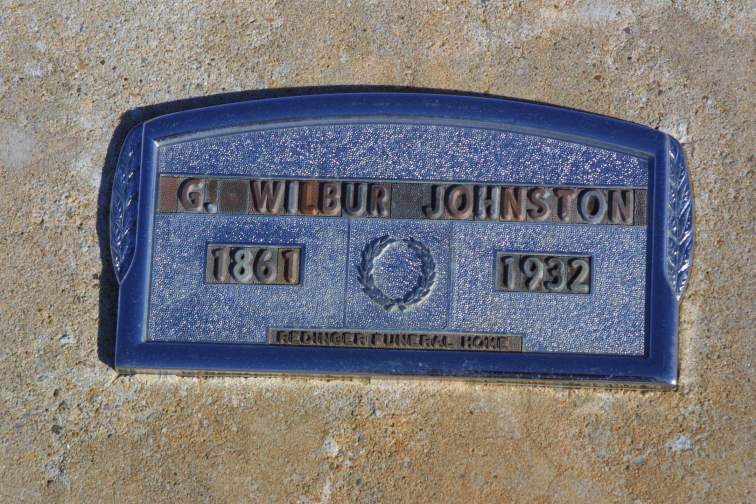 G. WILBUR JOHNSTON
1861 1932
REDINGER FUNERAL HOME